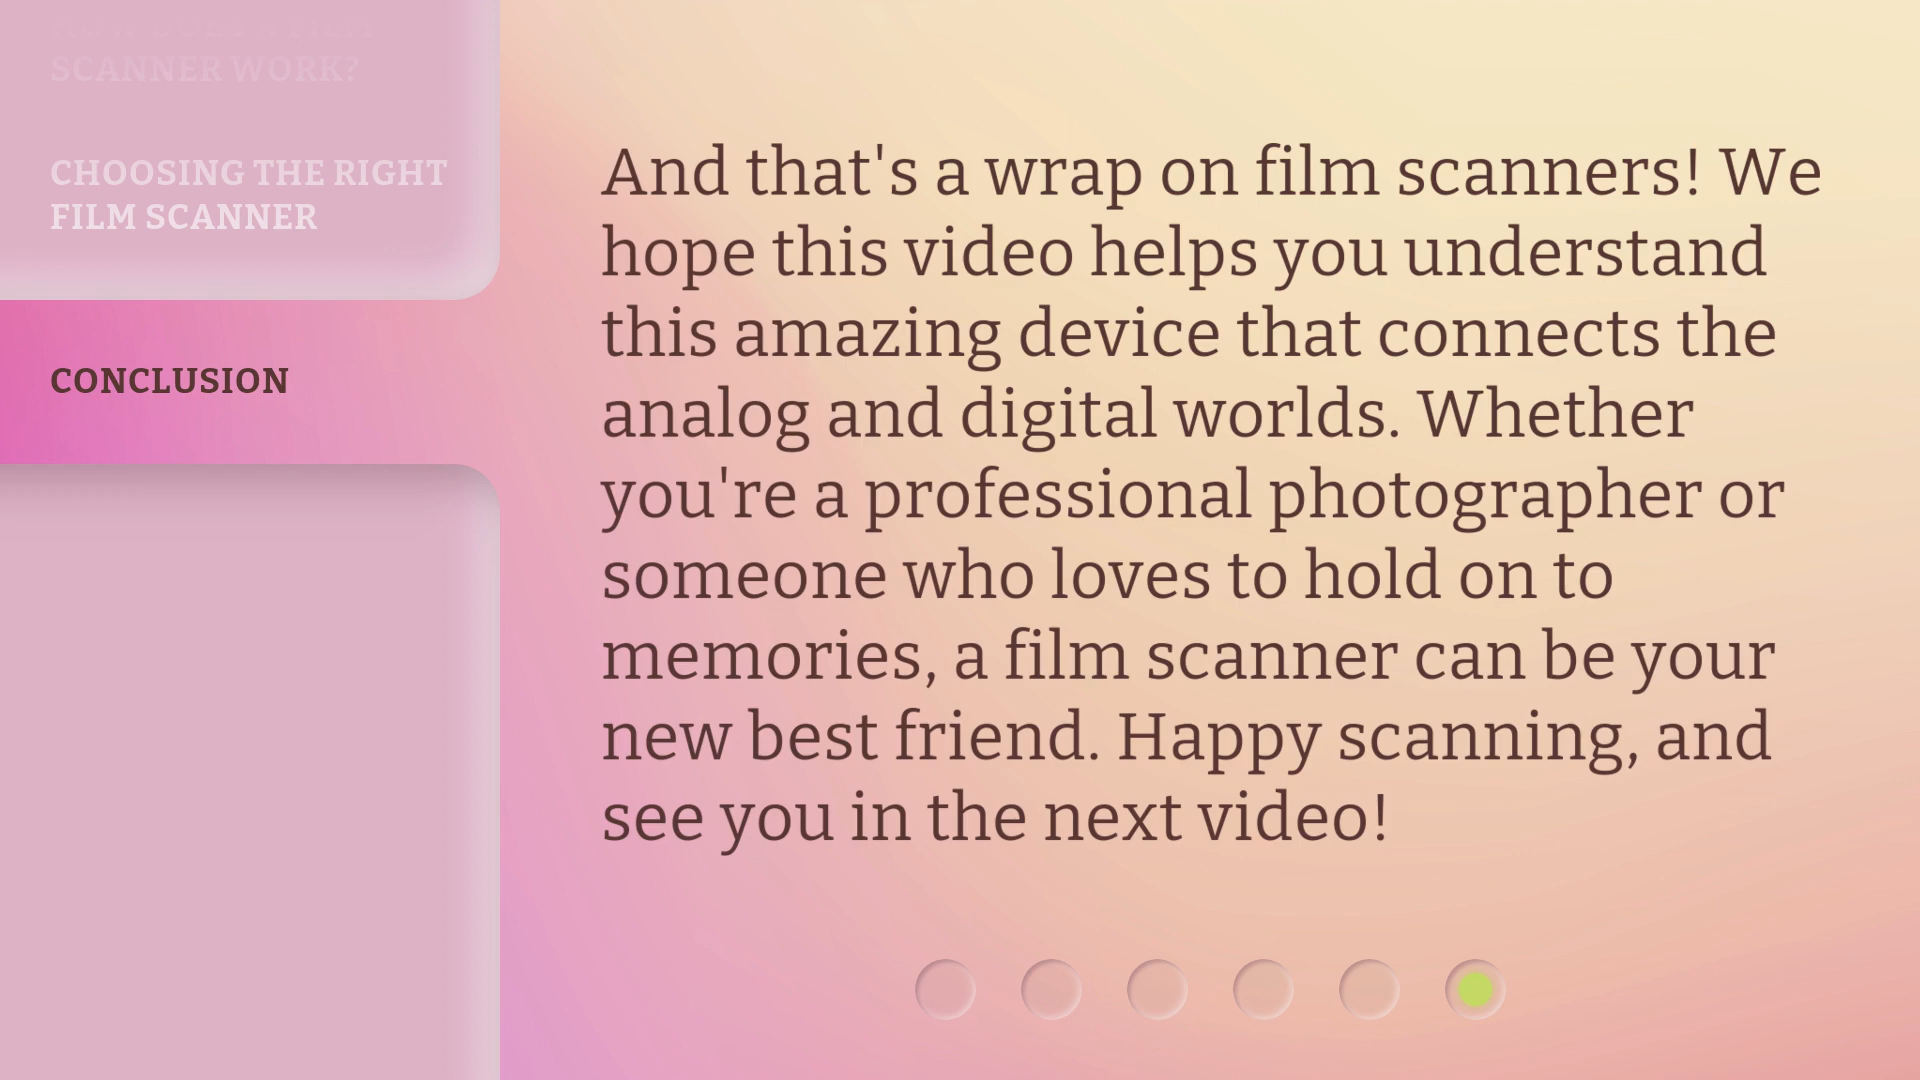 SCANNER WORK?
CHOOSING THE RIGHT
FILM SCANNER
CONCLUSION
And that's a wrap on film scanners! We
hope this video helps you understand
this amazing device that connects the
analog and digital worlds. Whether
you're a professional photographer or
someone who loves to hold on to
memories, a film scanner can be your
new best friend. Happy scanning, and
see you in the next video!